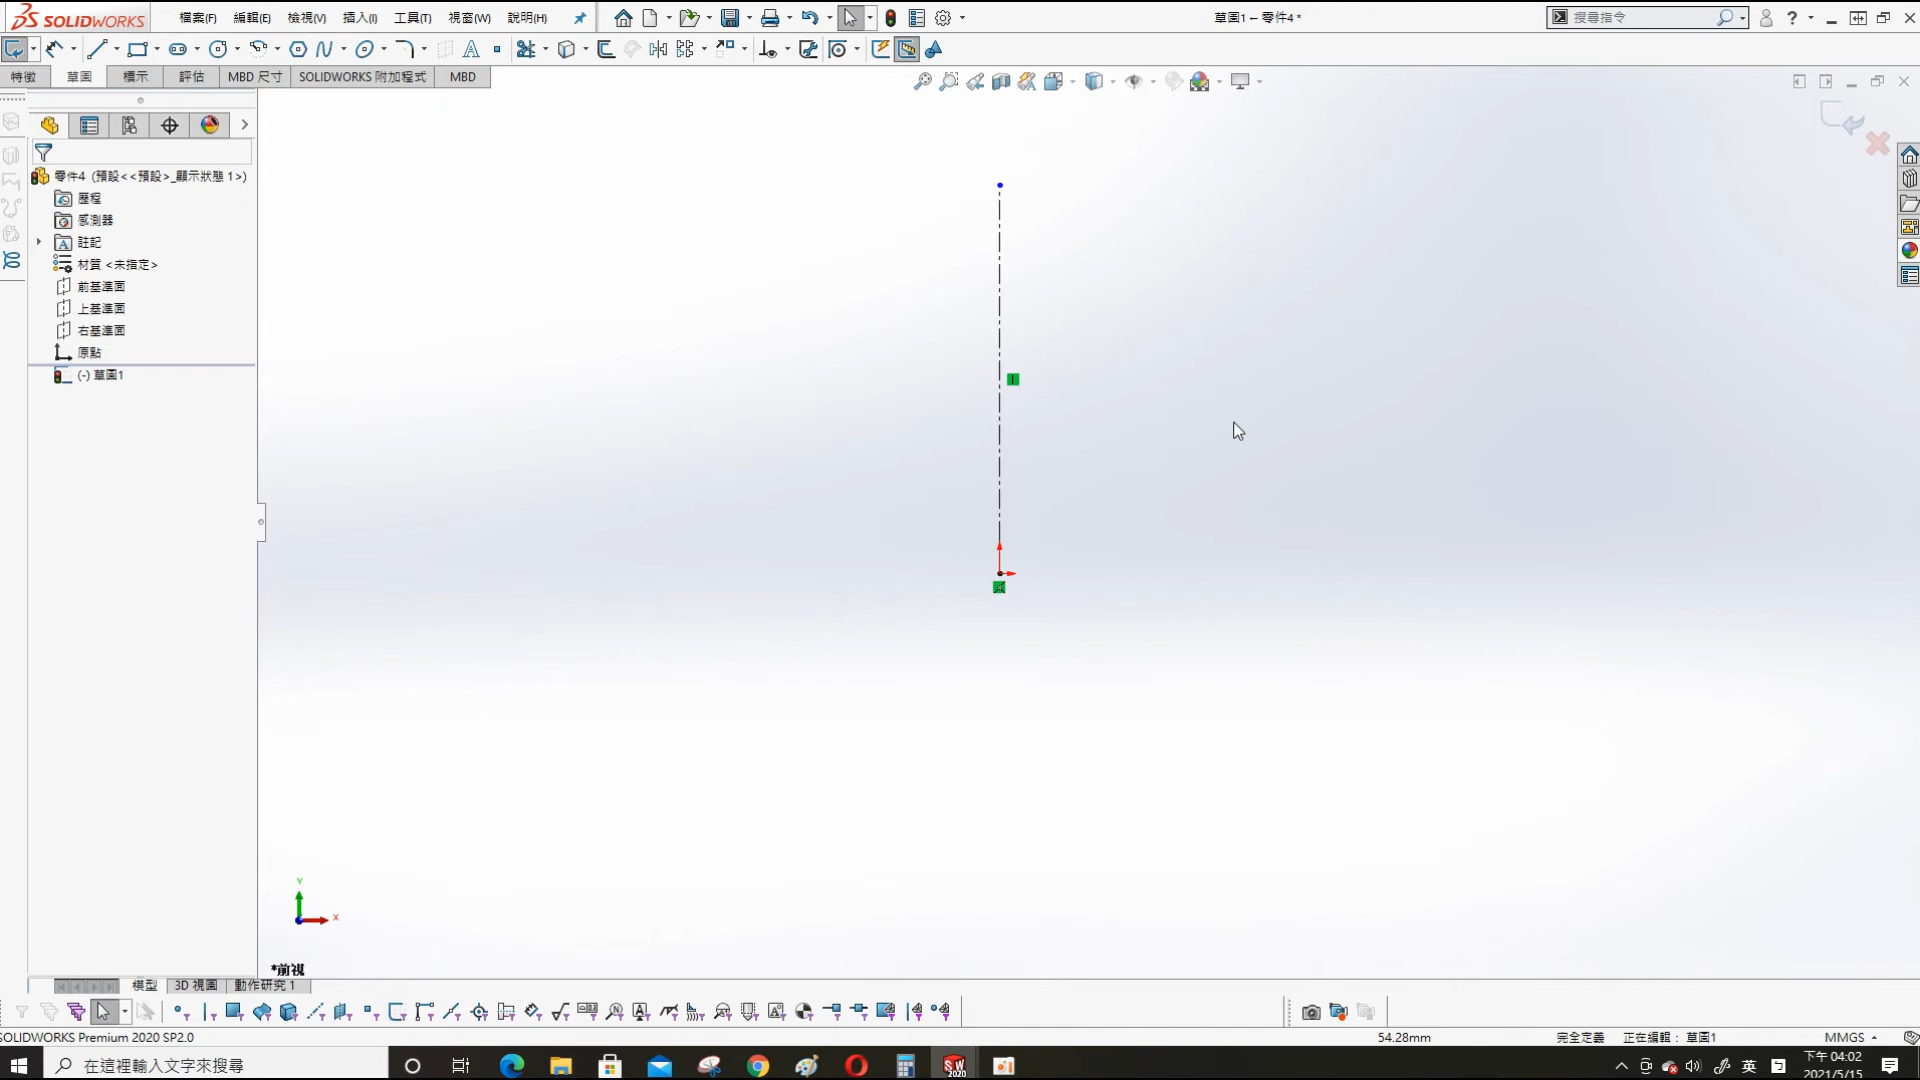 SOLIDWORKS
檔案(F) 編輯(E) 檢視(V) 插入(I) 工具(T) 視窗(W) 說明(H)
草圖1 - 零件4 *
搜尋指令
特徵 草圖 標示 評估 MBD 尺寸 SOLIDWORKS 附加程式 MBD
零件4 (預設<<預設>_顯示狀態 1>)
歷程
感測器
註記
材質 <未指定>
前基準面
上基準面
右基準面
原點
(-) 草圖1
Y
X
*前視
模型 3D 視圖 動作研究 1
SOLIDWORKS Premium 2020 SP2.0
54.28mm 完全定義 正在編輯： 草圖1 MMGS
在這裡輸入文字來搜尋
英
下午 04:02
2021/5/15